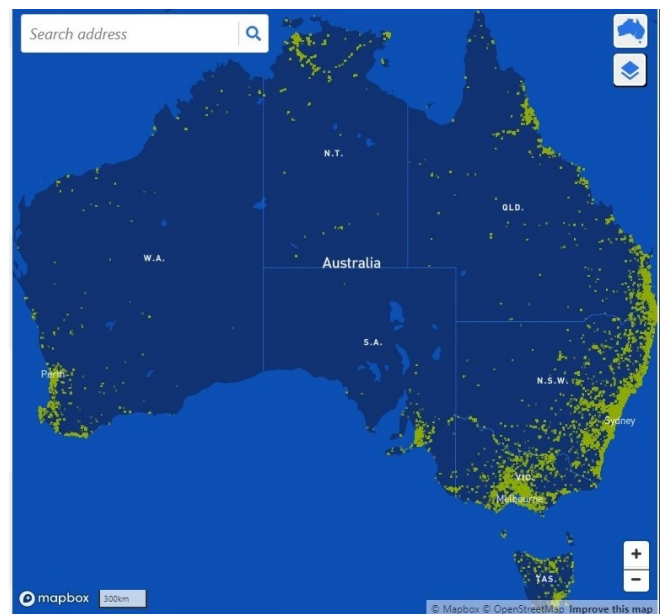 Search address
N.T.
QLD.
Australia
W.A.
S.A.
Perth
N.S.W.
Sydney
VIC.
Melbourne
+
−
TAS.
mapbox
300km
© Mapbox © OpenStreetMap Improve this map